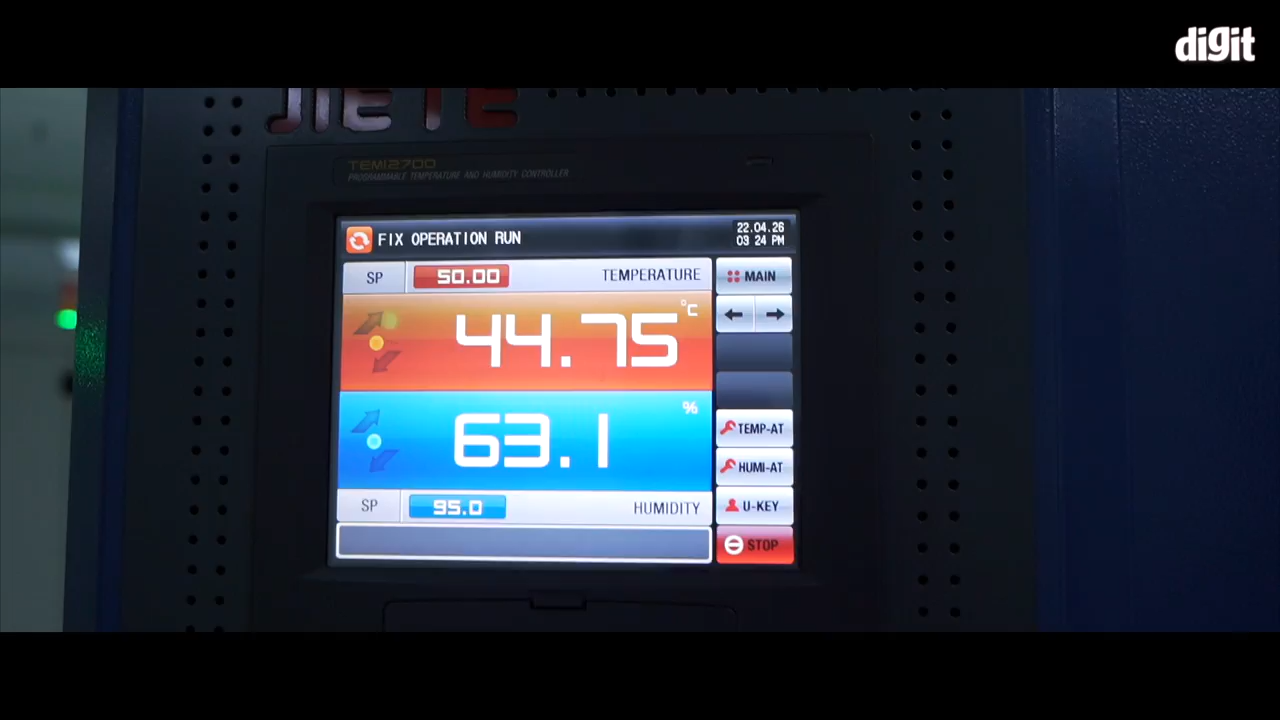 digit
JIETE
TEMI2700
PROGRAMMABLE TEMPERATURE AND HUMIDITY CONTROLLER
FIX OPERATION RUN
22.04.26
03 24 PM
SP 50.00 TEMPERATURE
MAIN
°C
44.75
%
63.1
TEMP-AT
HUMI-AT
SP 95.0 HUMIDITY
U-KEY
STOP